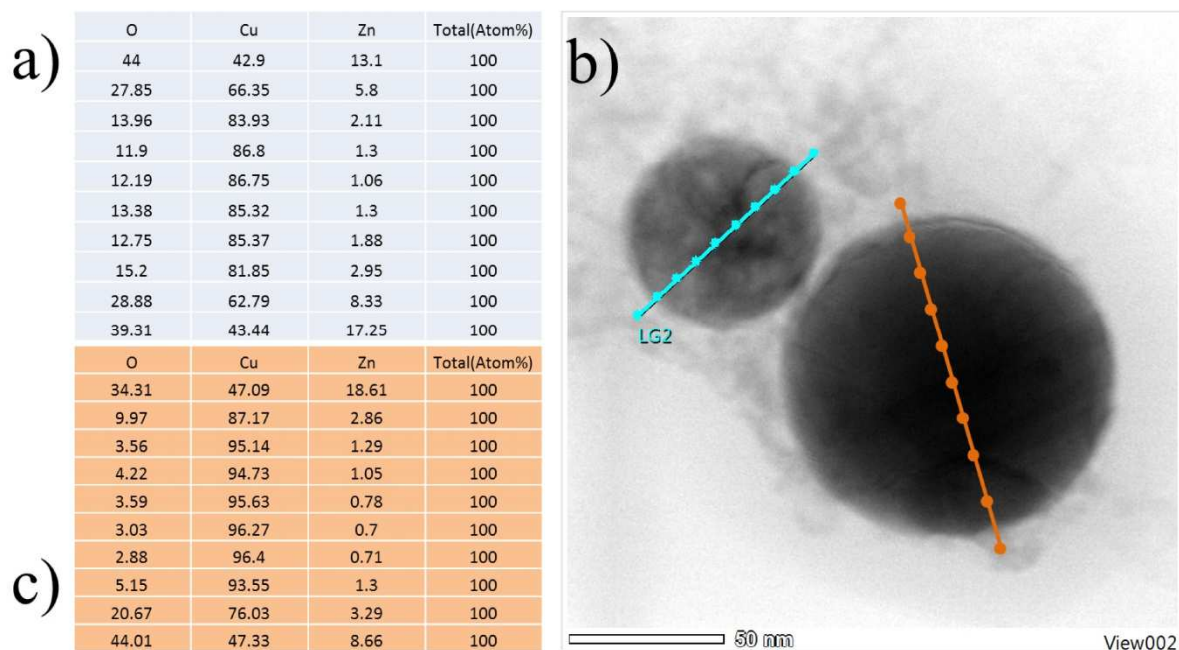 a)
O Cu Zn Total(Atom%)
44 42.9 13.1 100
27.85 66.35 5.8 100
13.96 83.93 2.11 100
11.9 86.8 1.3 100
12.19 86.75 1.06 100
13.38 85.32 1.3 100
12.75 85.37 1.88 100
15.2 81.85 2.95 100
28.88 62.79 8.33 100
39.31 43.44 17.25 100
c)
O Cu Zn Total(Atom%)
34.31 47.09 18.61 100
9.97 87.17 2.86 100
3.56 95.14 1.29 100
4.22 94.73 1.05 100
3.59 95.63 0.78 100
3.03 96.27 0.7 100
2.88 96.4 0.71 100
5.15 93.55 1.3 100
20.67 76.03 3.29 100
44.01 47.33 8.66 100
b)
LG2
50 nm
View002